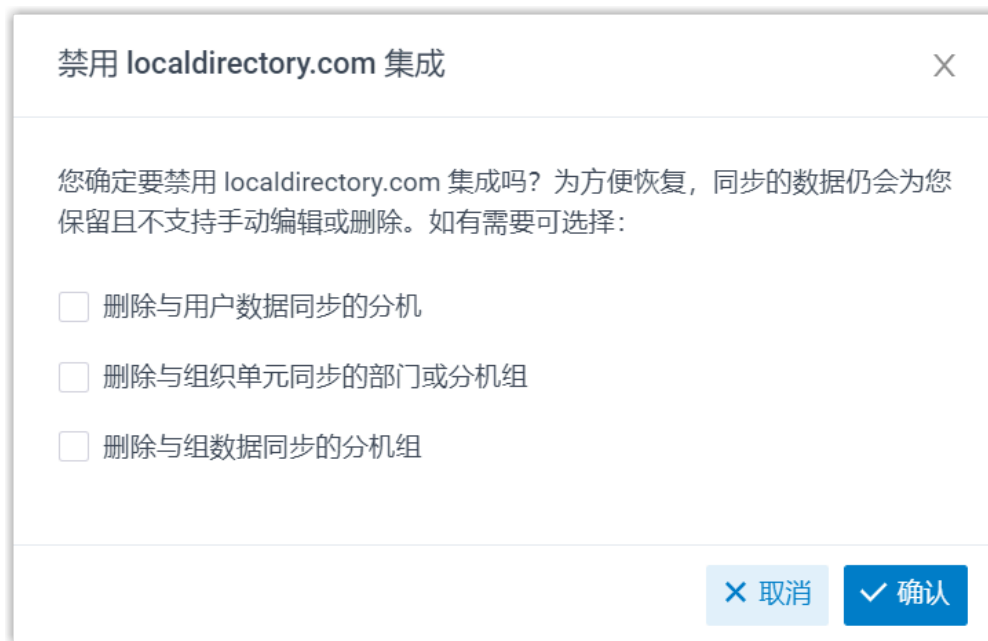 禁用 localdirectory.com 集成
您确定要禁用 localdirectory.com 集成吗？为方便恢复，同步的数据仍会为您
保留且不支持手动编辑或删除。如有需要可选择：
删除与用户数据同步的分机
删除与组织单元同步的部门或分机组
删除与组数据同步的分机组
取消
确认